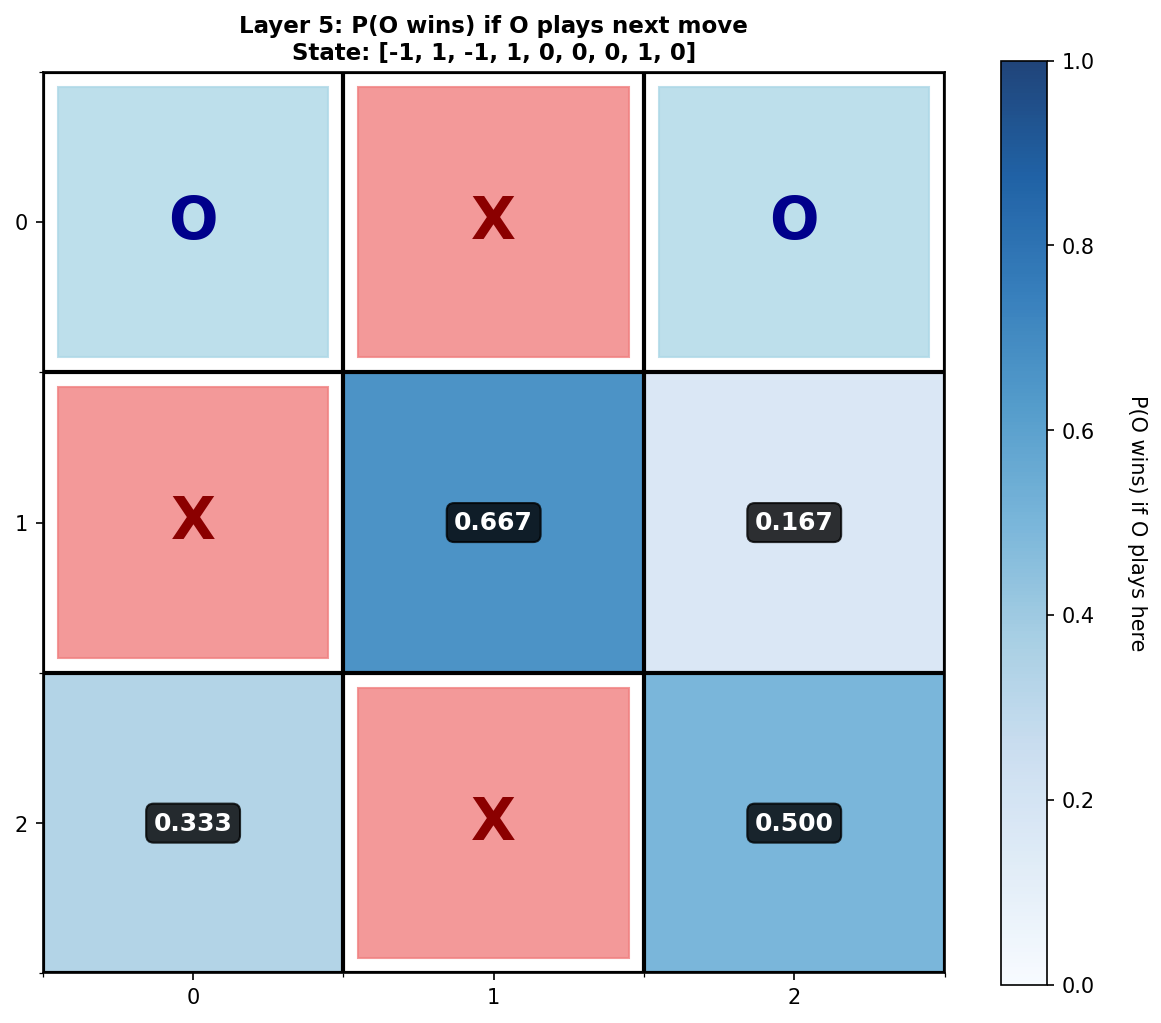 Layer 5: P(O wins) if O plays next move
State: [-1, 1, -1, 1, 0, 0, 0, 1, 0]
0
O
X
O
1
X
0.667
0.167
2
0.333
X
0.500
0
1
2
1.0
0.8
0.6
0.4
0.2
0.0
P(O wins) if O plays here